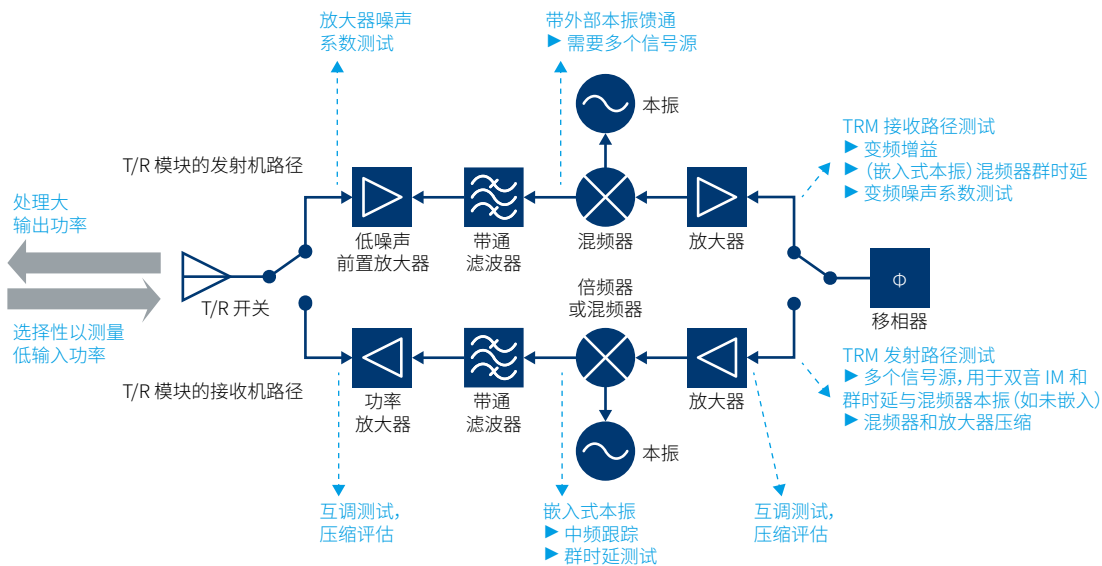 放大器噪声
系数测试
带外部本振馈通
▶ 需要多个信号源
本振
T/R 模块的发射机路径
TRM 接收路径测试
▶ 变频增益
▶ (嵌入式本振)混频器群时延
▶ 变频噪声系数测试
处理大
输出功率
低噪声
前置放大器
带通
滤波器
混频器
放大器
Φ
T/R 开关
倍频器
或混频器
移相器
选择性以测量
低输入功率
TRM 发射路径测试
▶ 多个信号源,用于双音 IM 和
群时延与混频器本振(如未嵌入)
▶ 混频器和放大器压缩
T/R 模块的接收机路径
功率
放大器
带通
滤波器
放大器
本振
互调测试,
压缩评估
嵌入式本振
▶ 中频跟踪
▶ 群时延测试
互调测试,
压缩评估